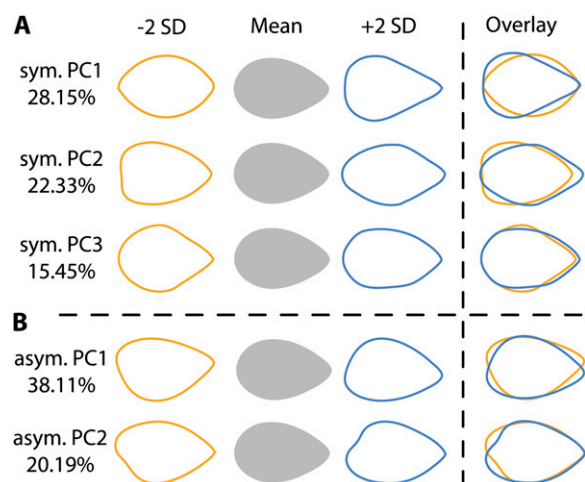 A -2 SD Mean +2 SD Overlay
sym. PC1
28.15%
sym. PC2
22.33%
sym. PC3
15.45%
B
asym. PC1
38.11%
asym. PC2
20.19%